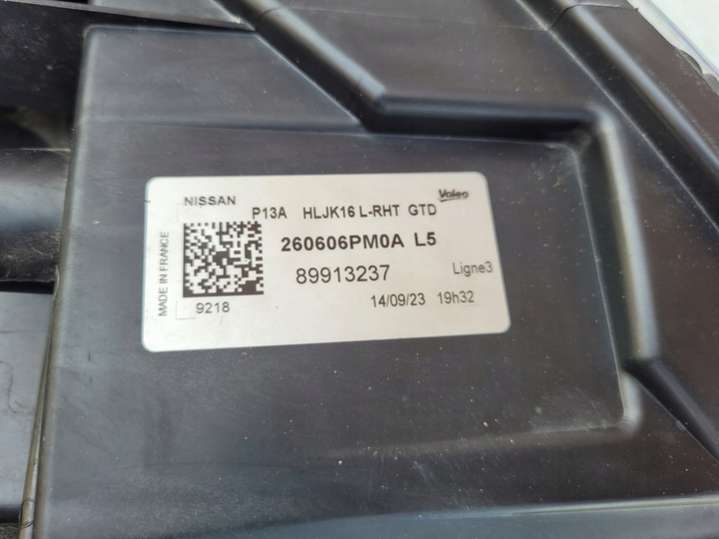 NISSAN
Valeo
P13A HLJK16 L-RHT GTD
260606PM0A L5
89913237
Ligne3
MADE IN FRANCE
9218
14/09/23 19h32